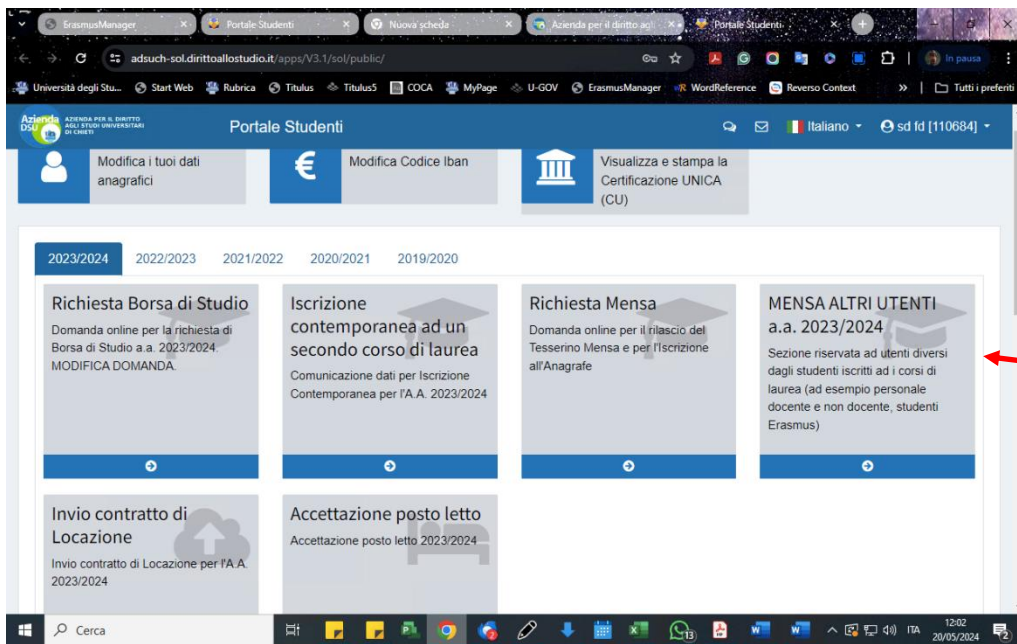 ErasmusManager
Portale Studenti
Nuova scheda
Azienda per il diritto agli
Portale Studenti
adsuch-sol.dirittoallostudio.it/apps/V3.1/sol/public/
In pausa
Università degli Stu...
Start Web
Rubrica
Titulus
Titulus5
COCA
MyPage
U-GOV
ErasmusManager
WordReference
Reverso Context
»
Tutti i preferiti
Azienda
DSU
AZIENDA PER IL DIRITTO
AGLI STUDI UNIVERSITARI
DI CHIETI
Portale Studenti
Italiano
sd fd [110684]
Modifica i tuoi dati
anagrafici
€
Modifica Codice Iban
Visualizza e stampa la
Certificazione UNICA
(CU)
2023/2024
2022/2023
2021/2022
2020/2021
2019/2020
Richiesta Borsa di Studio
Domanda online per la richiesta di
Borsa di Studio a.a. 2023/2024.
MODIFICA DOMANDA.
Iscrizione
contemporanea ad un
secondo corso di laurea
Comunicazione dati per Iscrizione
Contemporanea per l'A.A. 2023/2024
Richiesta Mensa
Domanda online per il rilascio del
Tesserino Mensa e per l'Iscrizione
all'Anagrafe
MENSA ALTRI UTENTI
a.a. 2023/2024
Sezione riservata ad utenti diversi
dagli studenti iscritti ad i corsi di
laurea (ad esempio personale
docente e non docente, studenti
Erasmus)
Invio contratto di
Locazione
Invio contratto di Locazione per l'A.A.
2023/2024
Accettazione posto letto
Accettazione posto letto 2023/2024
Cerca
ITA
12:02
20/05/2024